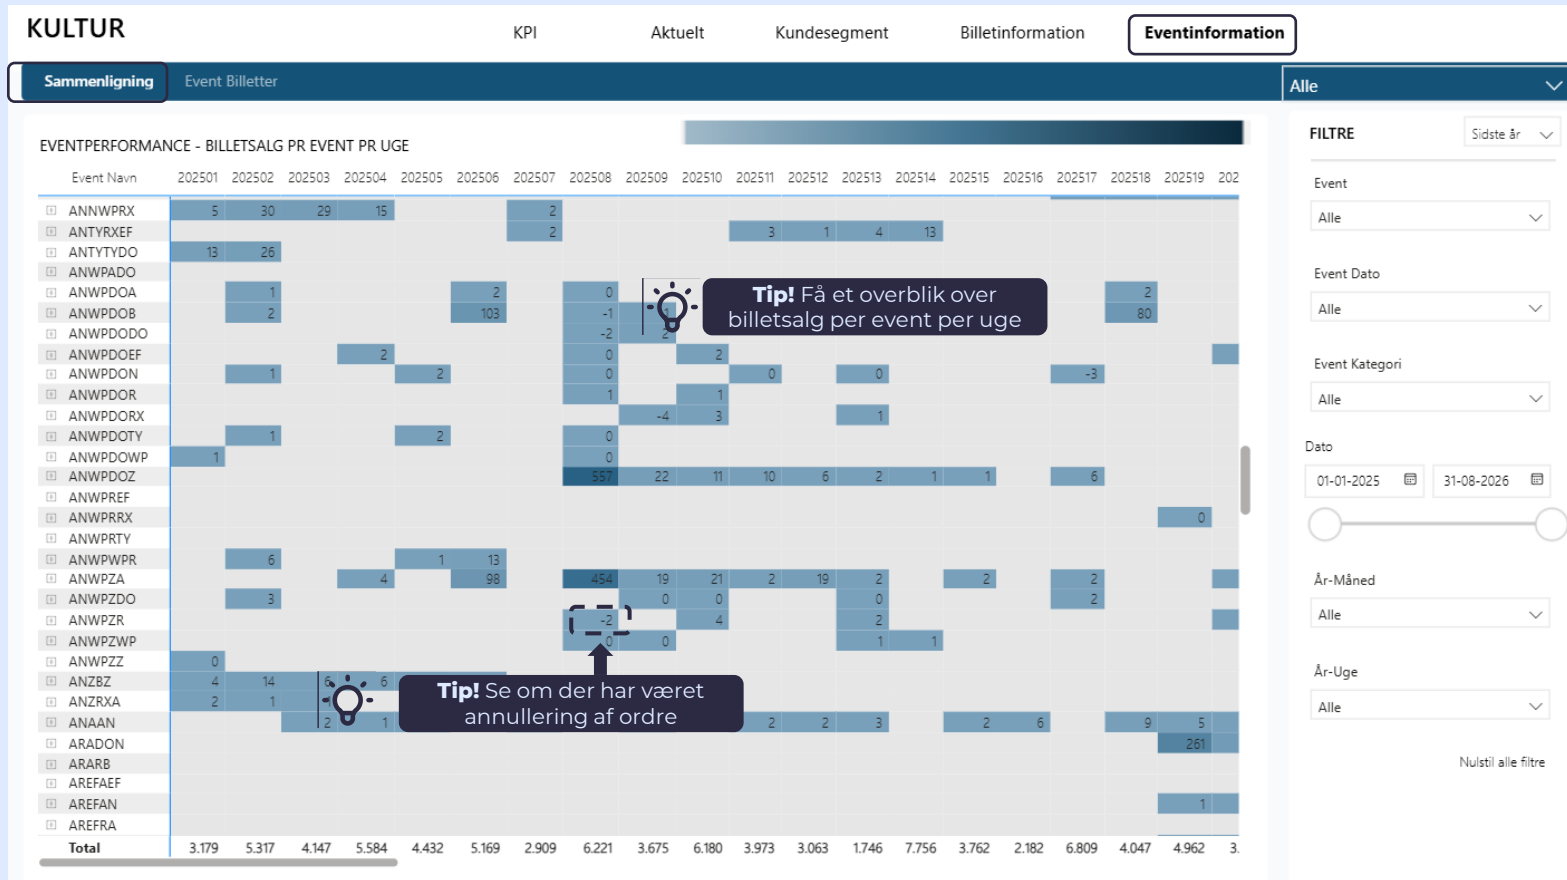 KULTUR
KPI Aktuelt Kundesegment Billetinformation Eventinformation
Sammenligning Event Billetter Alle
EVENTPERFORMANCE - BILLETSALG PR EVENT PR UGE
Event Navn 202501 202502 202503 202504 202505 202506 202507 202508 202509 202510 202511 202512 202513 202514 202515 202516 202517 202518 202519 202
ANNWPRX 5 30 29 15 2
ANTYRXEF 2 3 1 4 13
ANTYTYDO 13 26
ANWPADO
ANWPDOA 1 2 0 2
ANWPDOB 2 103 -1 1 80
ANWPDODO -2 2
ANWPDOEF 2 0 2
ANWPDON 1 2 0 0 0 -3
ANWPDOR 1 1
ANWPDORX -4 3 1
ANWPDOTY 1 2 0
ANWPDOWP 1 0
ANWPDOZ 557 22 11 10 6 2 1 1 6
ANWPREF
ANWPRRX 0
ANWPRTY
ANWPWPR 6 1 13
ANWPZA 4 98 454 19 21 2 19 2 2 2
ANWPZDO 3 0 0 0 2
ANWPZR -2 4 2
ANWPZWP 0 0 1 1
ANWPZZ 0
ANZBZ 4 14 6 6
ANZRXA 2 1
ANAAN 2 1 2 2 3 2 6 9 5
ARADON 261
ARARB
AREFAEF
AREFAN 1
AREFRA
Total 3.179 5.317 4.147 5.584 4.432 5.169 2.909 6.221 3.675 6.180 3.973 3.063 1.746 7.756 3.762 2.182 6.809 4.047 4.962 3.
Tip! Få et overblik over
billetsalg per event per uge
Tip! Se om der har været
annullering af ordre
FILTRE Sidste år
Event
Alle
Event Dato
Alle
Event Kategori
Alle
Dato
01-01-2025 31-08-2026
År-Måned
Alle
År-Uge
Alle
Nulstil alle filtre